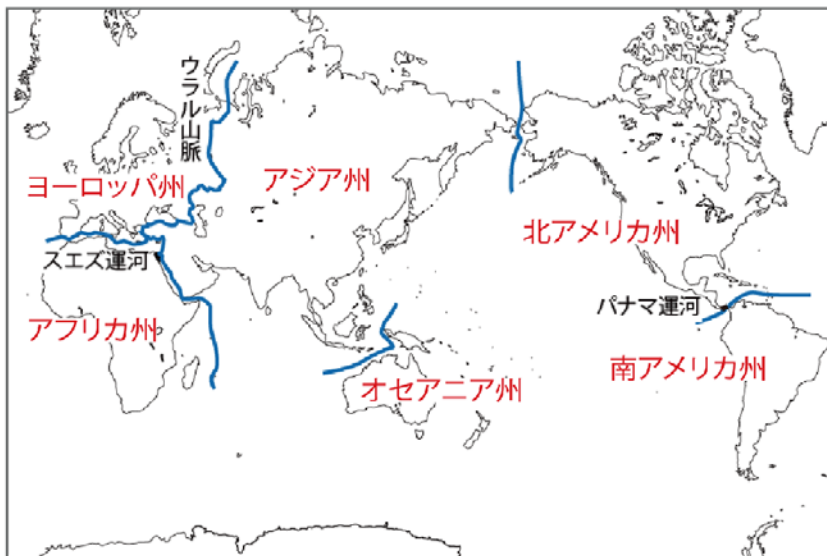 ウラル山脈
ヨーロッパ州
アジア州
北アメリカ州
スエズ運河
パナマ運河
アフリカ州
南アメリカ州
オセアニア州